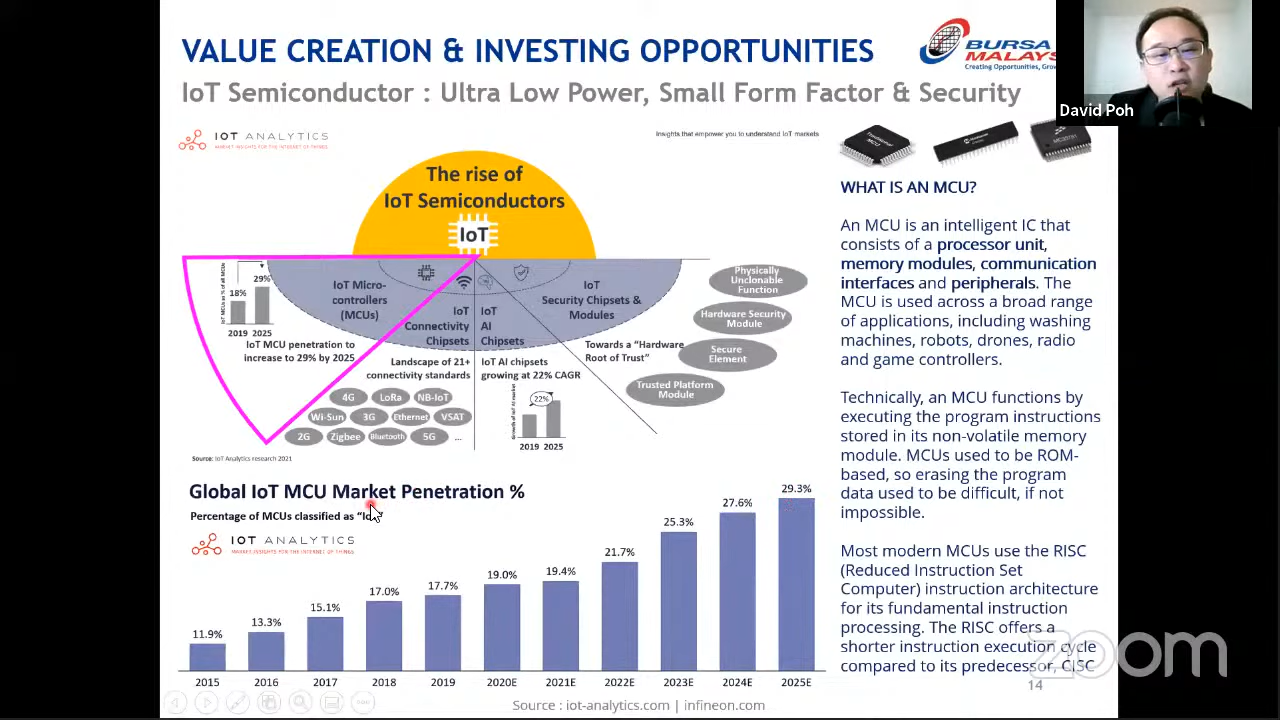 VALUE CREATION & INVESTING OPPORTUNITIES
BURSA
MALAYS
Creating Opportunities, Grow
David Poh
IoT Semiconductor : Ultra Low Power, Small Form Factor & Security
IOT ANALYTICS
MARKET INSIGHTS FOR THE INTERNET OF THINGS
Insights that empower you to understand IoT markets
The rise of
IoT Semiconductors
IoT
IoT MCUs as % of all MCUs
18%
29%
2019 2025
IoT MCU penetration to
increase to 29% by 2025
IoT Micro-
controllers
(MCUs)
IoT
Connectivity
Chipsets
Landscape of 21+
connectivity standards
4G LoRa NB-IoT
Wi-Sun 3G Ethernet VSAT
2G Zigbee Bluetooth 5G ...
IoT
AI
Chipsets
IoT AI chipsets
growing at 22% CAGR
Growth of IoT AI market
22%
2019 2025
IoT
Security Chipsets &
Modules
Towards a "Hardware
Root of Trust"
Physically
Unclonable
Function
Hardware Security
Module
Secure
Element
Trusted Platform
Module
Source: IoT Analytics research 2021
Global IoT MCU Market Penetration %
Percentage of MCUs classified as "IoT"
IOT ANALYTICS
MARKET INSIGHTS FOR THE INTERNET OF THINGS
11.9% 13.3% 15.1% 17.0% 17.7% 19.0% 19.4% 21.7% 25.3% 27.6% 29.3%
2015 2016 2017 2018 2019 2020E 2021E 2022E 2023E 2024E 2025E
WHAT IS AN MCU?
An MCU is an intelligent IC that
consists of a processor unit,
memory modules, communication
interfaces and peripherals. The
MCU is used across a broad range
of applications, including washing
machines, robots, drones, radio
and game controllers.
Technically, an MCU functions by
executing the program instructions
stored in its non-volatile memory
module. MCUs used to be ROM-
based, so erasing the program
data used to be difficult, if not
impossible.
Most modern MCUs use the RISC
(Reduced Instruction Set
Computer) instruction architecture
for its fundamental instruction
processing. The RISC offers a
shorter instruction execution cycle
compared to its predecessor, CISC
zoom
14
Source : iot-analytics.com | infineon.com